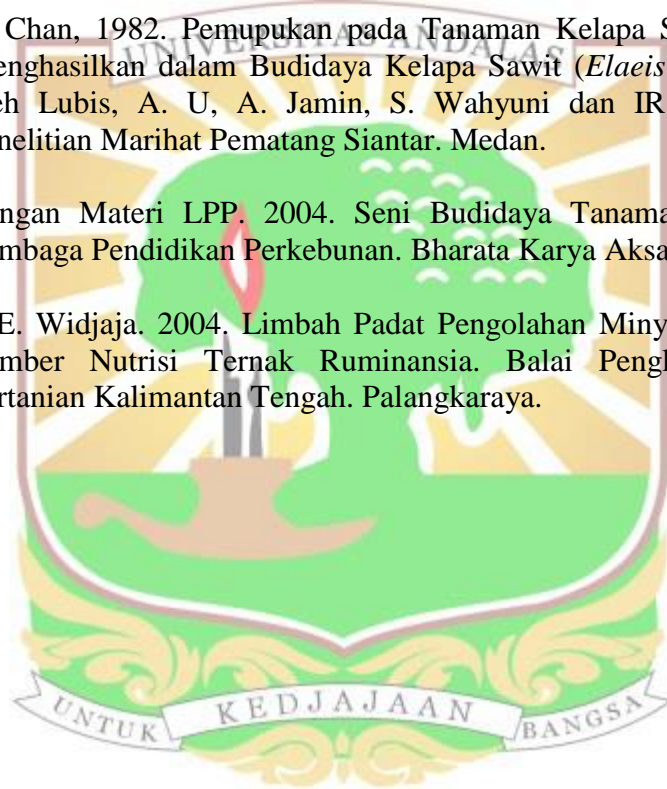 Chan, 1982. Pemupukan pada Tanaman Kelapa S
UNIVERSITAS ANDALAS
enghasilkan dalam Budidaya Kelapa Sawit (Elaeis
eh Lubis, A. U, A. Jamin, S. Wahyuni dan IR
nelitian Marihat Pematang Siantar. Medan.
ngan Materi LPP. 2004. Seni Budidaya Tanama
mbaga Pendidikan Perkebunan. Bharata Karya Aksa
E. Widjaja. 2004. Limbah Padat Pengolahan Miny
mber Nutrisi Ternak Ruminansia. Balai Pengk
rtanian Kalimantan Tengah. Palangkaraya.
UNTUK KEDJAJAAN BANGSA